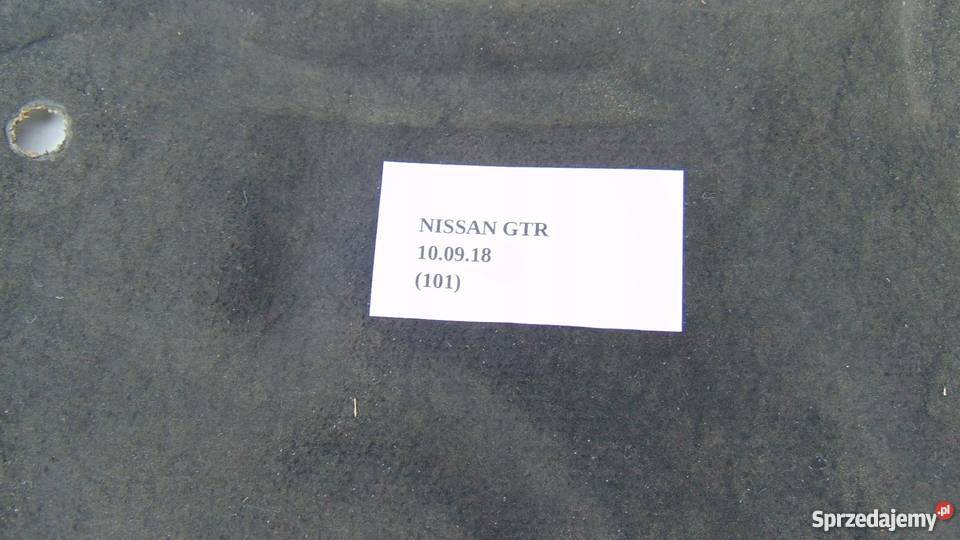 NISSAN GTR
10.09.18
(101)
Sprzedajemy.pl